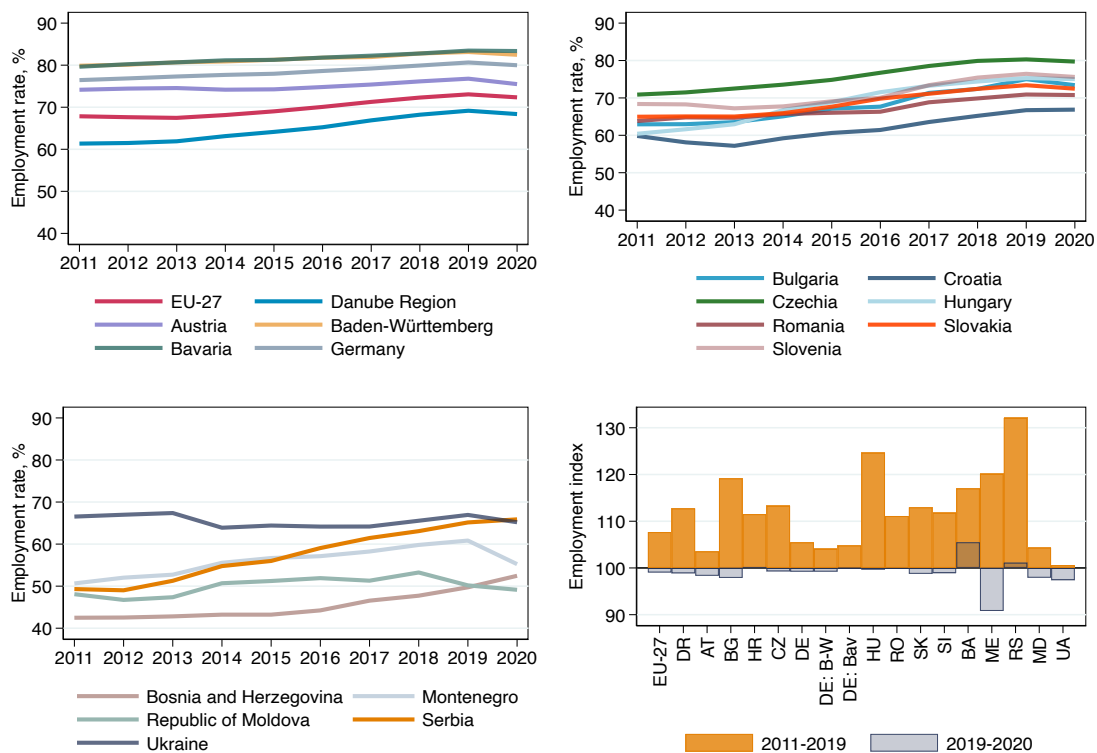 Employment rate, %
90
80
70
60
50
40
2011 2012 2013 2014 2015 2016 2017 2018 2019 2020
EU-27 Danube Region
Austria Baden-Württemberg
Bavaria Germany
Employment rate, %
90
80
70
60
50
40
2011 2012 2013 2014 2015 2016 2017 2018 2019 2020
Bulgaria Croatia
Czechia Hungary
Romania Slovakia
Slovenia
Employment rate, %
90
80
70
60
50
40
2011 2012 2013 2014 2015 2016 2017 2018 2019 2020
Bosnia and Herzegovina Montenegro
Republic of Moldova Serbia
Ukraine
Employment index
130
120
110
100
90
EU-27 DR AT BG HR CZ DE DE: B-W DE: Bav HU RO SK SI BA ME RS MD UA
2011-2019 2019-2020